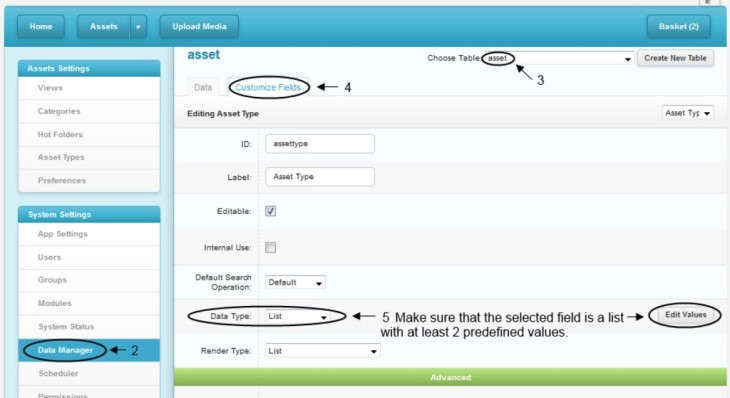 Home
Assets
Upload Media
Basket (2)
asset
Choose Table: asset
Create New Table
3
Assets Settings
Views
Categories
Hot Folders
Asset Types
Preferences
Data
Customize Fields
4
Editing Asset Type
Asset Typ
ID: assettype
Label: Asset Type
Editable:
Internal Use:
Default Search
Operation:
Default
Data Type: List
5 Make sure that the selected field is a list
with at least 2 predefined values.
Edit Values
Render Type: List
Advanced
System Settings
App Settings
Users
Groups
Modules
System Status
Data Manager
2
Scheduler
Permissions